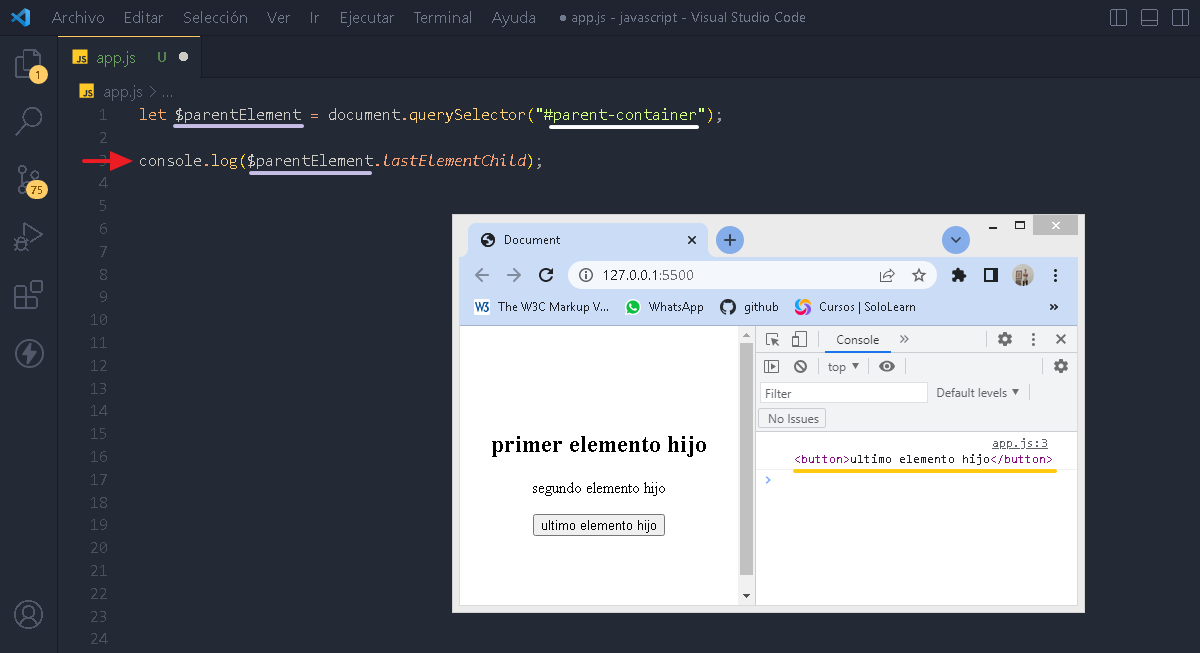 Archivo Editar Selección Ver Ir Ejecutar Terminal Ayuda ● app.js - javascript - Visual Studio Code
JS app.js U ●
JS app.js > ...
1 let $parentElement = document.querySelector("#parent-container");
2
3 console.log($parentElement.lastElementChild);
4
5
6
7
8
9
10
11
12
13
14
15
16
17
18
19
20
21
22
23
24
1
75
Document
127.0.0.1:5500
W3 The W3C Markup V... WhatsApp github Cursos | SoloLearn »
primer elemento hijo
segundo elemento hijo
ultimo elemento hijo
Console »
top ▼
Filter Default levels ▼
No Issues
app.js:3
<button>ultimo elemento hijo</button>
>